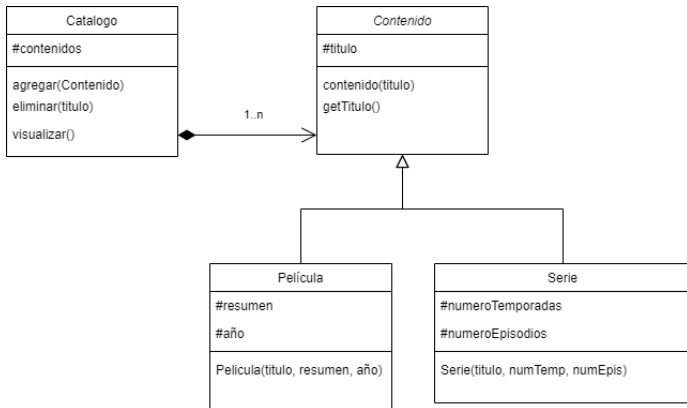 Catalogo
#contenidos
agregar(Contenido)
eliminar(titulo)
visualizar()
1..n
Contenido
#titulo
contenido(titulo)
getTitulo()
Película
#resumen
#año
Pelicula(titulo, resumen, año)
Serie
#numeroTemporadas
#numeroEpisodios
Serie(titulo, numTemp, numEpis)